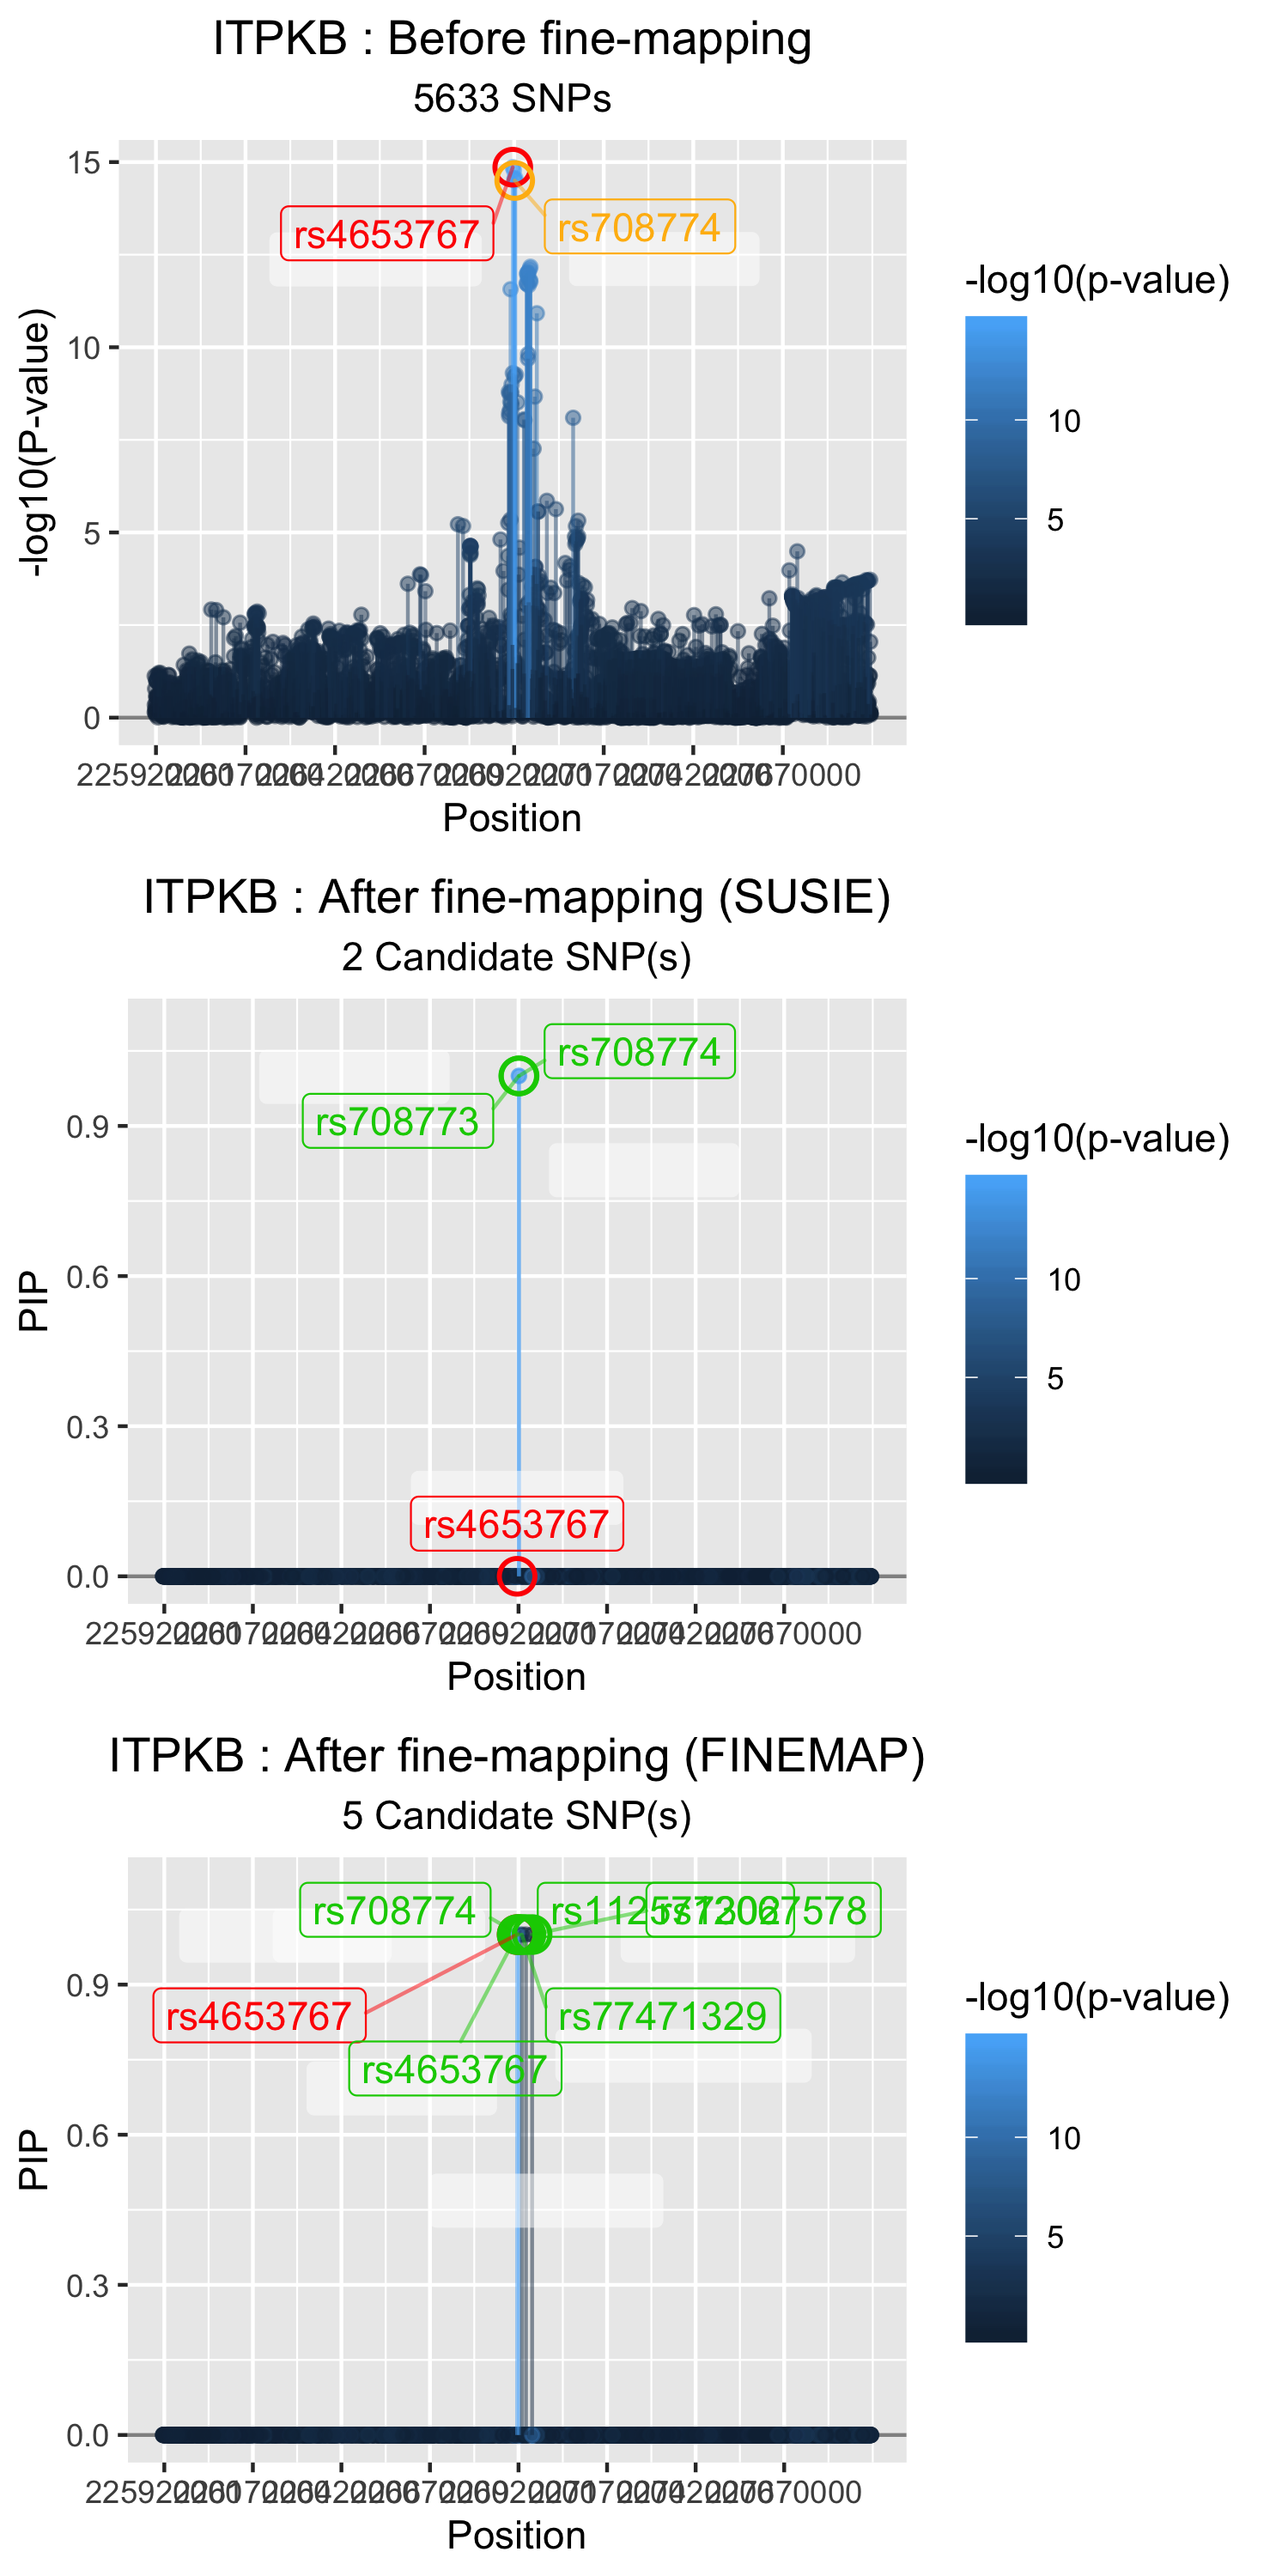 ITPKB : Before fine-mapping
5633 SNPs
15
10
5
0
-log10(P-value)
rs4653767
rs708774
Position
-log10(p-value)
10
5
ITPKB : After fine-mapping (SUSIE)
2 Candidate SNP(s)
0.9
0.6
0.3
0.0
PIP
rs708774
rs708773
rs4653767
Position
-log10(p-value)
10
5
ITPKB : After fine-mapping (FINEMAP)
5 Candidate SNP(s)
0.9
0.6
0.3
0.0
PIP
rs708774
rs4653767
rs77471329
rs4653767
Position
-log10(p-value)
10
5